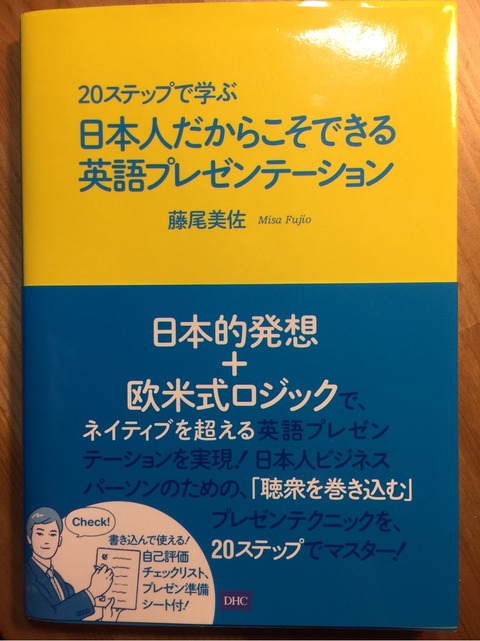 20ステップで学ぶ
日本人だからこそできる
英語プレゼンテーション
藤尾美佐 Misa Fujio
日本的発想
+
欧米式ロジックで、
ネイティブを超える英語プレゼン
テーションを実現!日本人ビジネス
パーソンのための、「聴衆を巻き込む」
プレゼンテクニックを、
20ステップでマスター!
Check!
書き込んで使える!
自己評価
チェックリスト、
プレゼン準備
シート付!
DHC